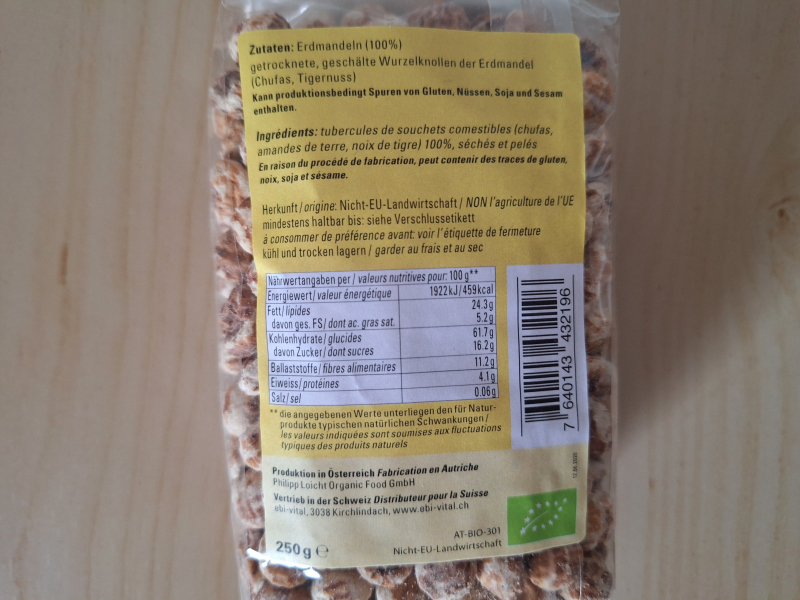 Zutaten: Erdmandeln (100%)
getrocknete, geschälte Wurzelknollen der Erdmandel
(Chufas, Tigernuss)
Kann produktionsbedingt Spuren von Gluten, Nüssen, Soja und Sesam
enthalten.
Ingrédients: tubercules de souchets comestibles (chufas,
amandes de terre, noix de tigre) 100%, séchés et pelés
En raison du procédé de fabrication, peut contenir des traces de gluten,
noix, soja et sésame.
Herkunft / origine: Nicht-EU-Landwirtschaft / NON l'agriculture de l'UE
mindestens haltbar bis: siehe Verschlussetikett
à consommer de préférence avant: voir l'étiquette de fermeture
kühl und trocken lagern / garder au frais et au sec
Nährwertangaben per / valeurs nutritives pour: 100 g**
Energiewert / valeur énergétique 1922 kJ / 459kcal
Fett / lipides 24.3g
davon ges. FS / dont ac. gras sat. 5.2g
Kohlenhydrate / glucides 61.7g
davon Zucker / dont sucres 16.2g
Ballaststoffe / fibres alimentaires 11.2g
Eiweiss / protéines 4.1g
Salz / sel 0.06g
** die angegebenen Werte unterliegen den für Natur-
produkte typischen natürlichen Schwankungen /
les valeurs indiquées sont soumises aux fluctuations
typiques des produits naturels
7 640143 432196
Produktion in Österreich Fabrication en Autriche
Philipp Loicht Organic Food GmbH
Vertrieb in der Schweiz Distributeur pour la Suisse
ebi-vital, 3038 Kirchlindach, www.ebi-vital.ch
250 g ℮
AT-BIO-301
Nicht-EU-Landwirtschaft